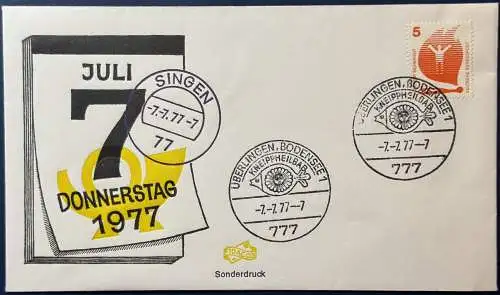 JULI
7
DONNERSTAG
1977
SINGEN
-7.-7.77-7
77
ÜBERLINGEN, BODENSEE 1
KNEIPPHEILBAD
-7.-7.77--7
777
ÜBERLINGEN, BODENSEE 1
KNEIPPHEILBAD
-7.-7.77--7
777
5
Sonderdruck